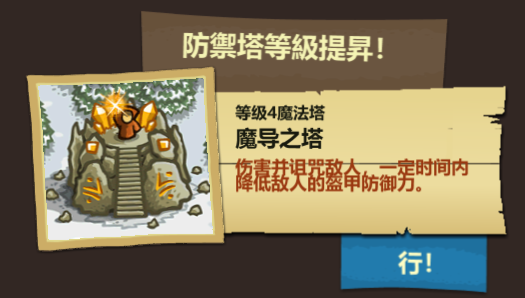 防禦塔等級提昇!
等级4魔法塔
魔导之塔
伤害并诅咒敌人，一定时间内
降低敌人的盔甲防御力。
行!